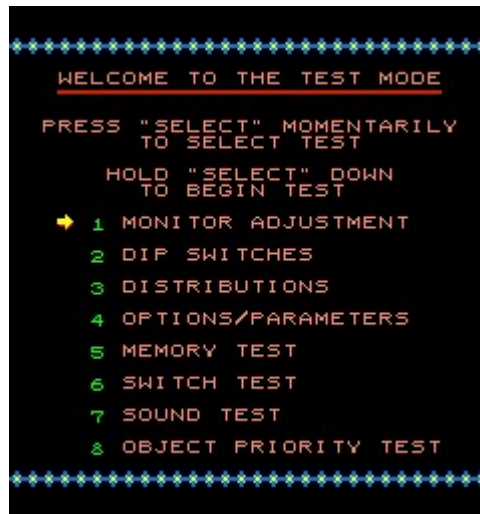 WELCOME TO THE TEST MODE
PRESS "SELECT" MOMENTARILY
TO SELECT TEST
HOLD "SELECT" DOWN
TO BEGIN TEST
1 MONITOR ADJUSTMENT
2 DIP SWITCHES
3 DISTRIBUTIONS
4 OPTIONS/PARAMETERS
5 MEMORY TEST
6 SWITCH TEST
7 SOUND TEST
8 OBJECT PRIORITY TEST